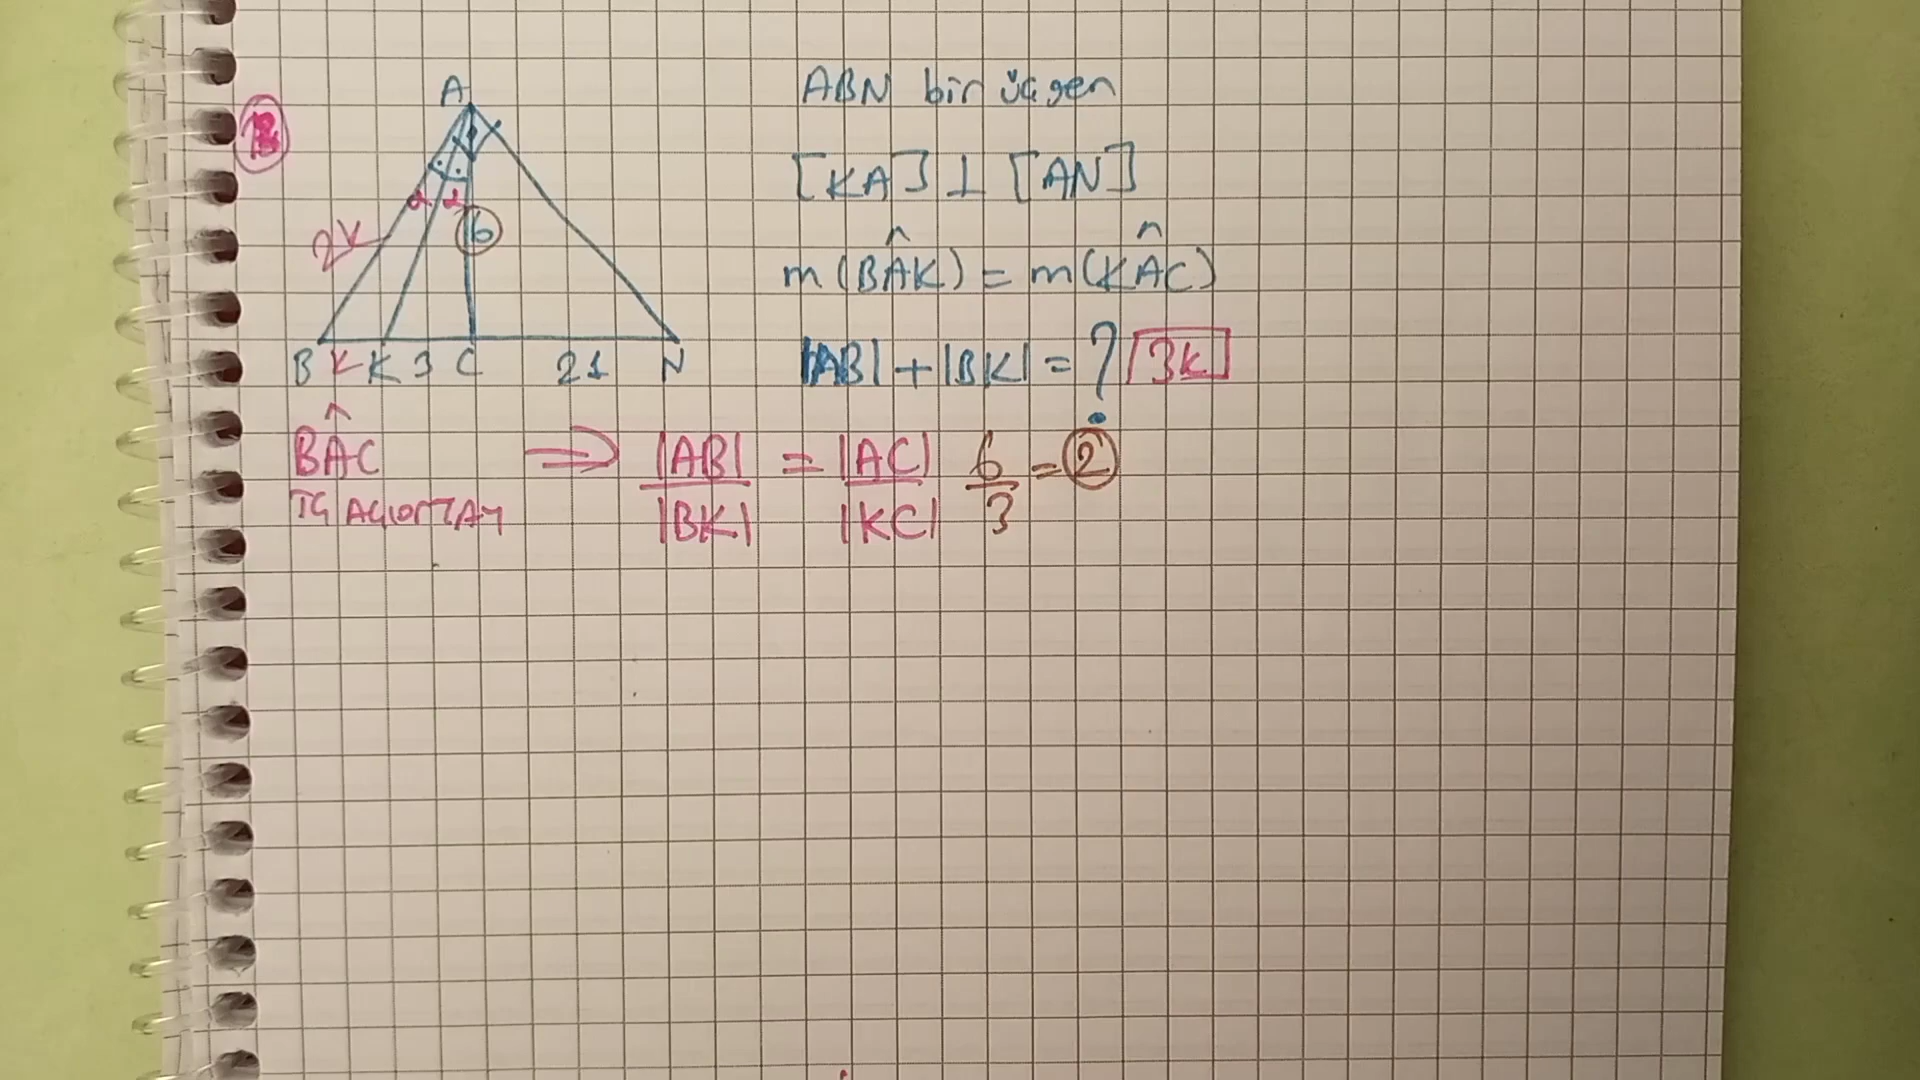 A
ABN bir üçgen
[KA] ⊥ [AN]
α α
2k 6
m(BÂK) = m(KÂC)
B k K 3 C 21 N
|AB| + |BK| = ? 3k
BÂC
İÇ AÇIORTAY
⇒ |AB| / |BK| = |AC| / |KC| 6/3 = 2